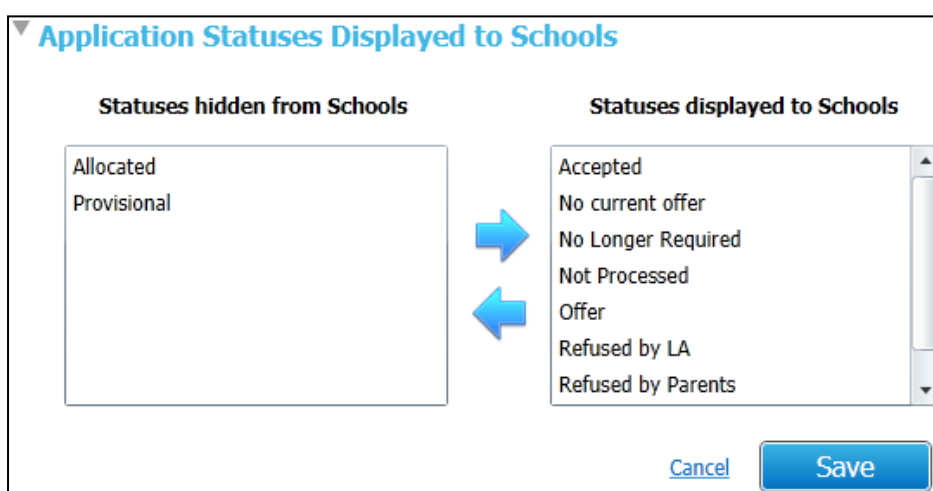 Application Statuses Displayed to Schools
Statuses hidden from Schools
Allocated
Provisional
Statuses displayed to Schools
Accepted
No current offer
No Longer Required
Not Processed
Offer
Refused by LA
Refused by Parents
Cancel
Save